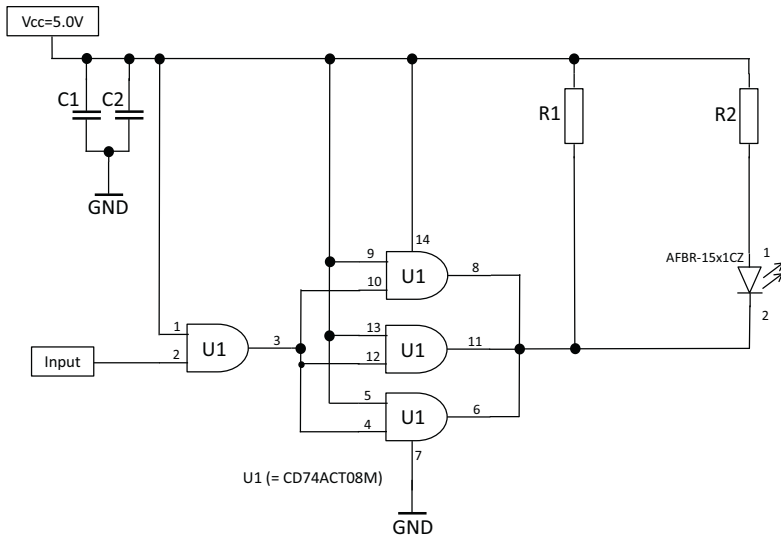 Vcc=5.0V
C1
C2
GND
R1
R2
AFBR-15x1CZ
1
2
14
9
10
U1
8
13
12
U1
11
1
2
U1
3
Input
5
4
U1
6
7
U1 (= CD74ACT08M)
GND